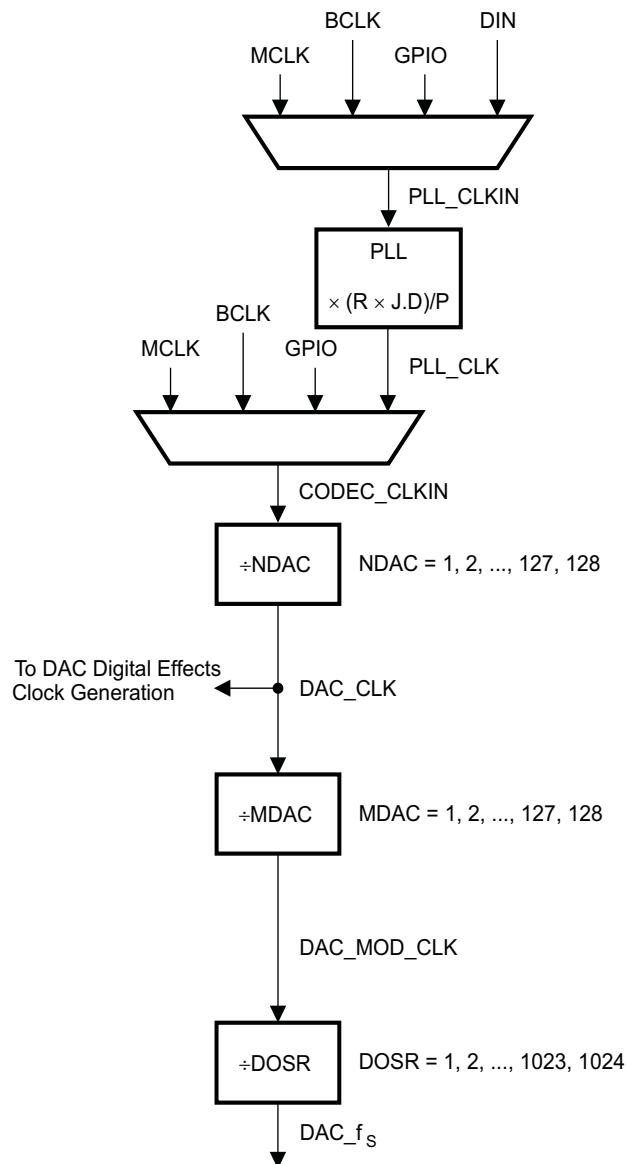 BCLK
DIN
MCLK
GPIO
PLL_CLKIN
PLL
× (R × J.D)/P
BCLK
MCLK
GPIO
PLL_CLK
CODEC_CLKIN
÷NDAC
NDAC = 1, 2, ..., 127, 128
To DAC Digital Effects
Clock Generation
DAC_CLK
÷MDAC
MDAC = 1, 2, ..., 127, 128
DAC_MOD_CLK
÷DOSR
DOSR = 1, 2, ..., 1023, 1024
DAC_fS